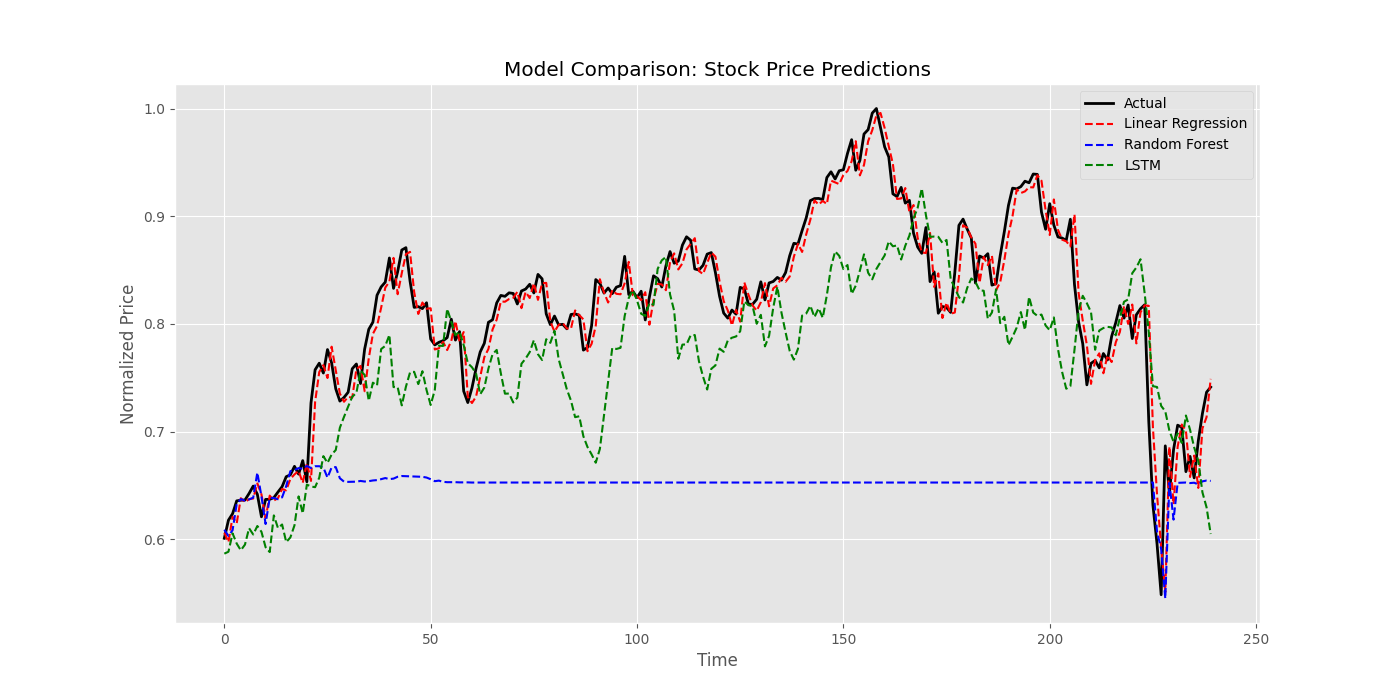 Model Comparison: Stock Price Predictions
Actual
Linear Regression
Random Forest
LSTM
1.0
0.9
0.8
0.7
0.6
Normalized Price
0 50 100 150 200 250
Time